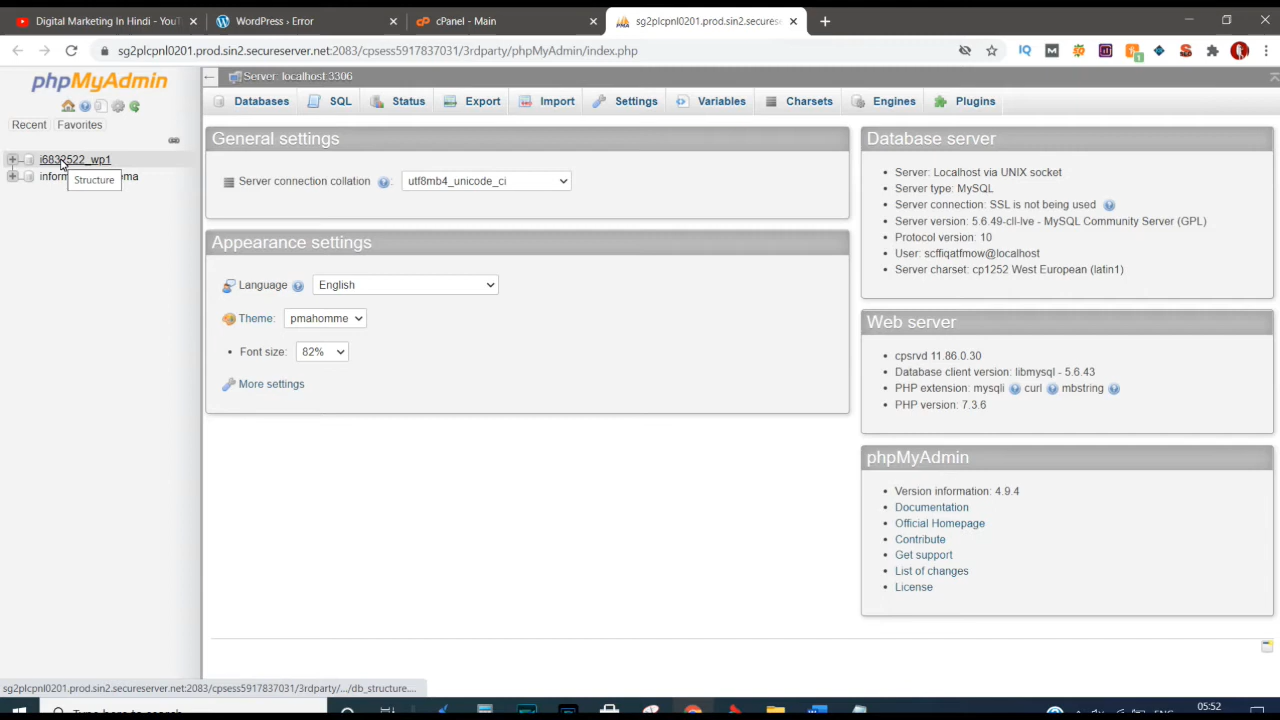 Digital Marketing In Hindi - YouT
WordPress › Error
cPanel - Main
sg2plcpnl0201.prod.sin2.secures
sg2plcpnl0201.prod.sin2.secureserver.net:2083/cpsess5917837031/3rdparty/phpMyAdmin/index.php
phpMyAdmin
Recent
Favorites
i6832522_wp1
Structure
Server: localhost 3306
Databases
SQL
Status
Export
Import
Settings
Variables
Charsets
Engines
Plugins
General settings
Server connection collation
:
utf8mb4_unicode_ci
Appearance settings
Language
English
Theme:
pmahomme
• Font size:
82%
More settings
Database server
• Server: Localhost via UNIX socket
• Server type: MySQL
• Server connection: SSL is not being used
• Server version: 5.6.49-cll-lve - MySQL Community Server (GPL)
• Protocol version: 10
• User: scffiqatfmow@localhost
• Server charset: cp1252 West European (latin1)
Web server
• cpsrvd 11.86.0.30
• Database client version: libmysql - 5.6.43
• PHP extension: mysqli curl mbstring
• PHP version: 7.3.6
phpMyAdmin
• Version information: 4.9.4
• Documentation
• Official Homepage
• Contribute
• Get support
• List of changes
• License
sg2plcpnl0201.prod.sin2.secureserver.net:2083/cpsess5917837031/3rdparty/.../db_structure....
Type here to search
ENG
05:52